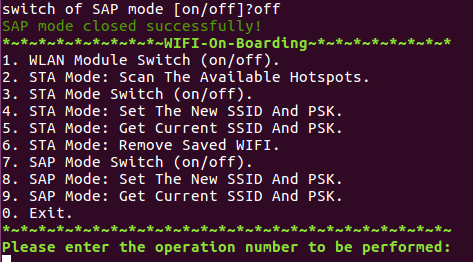 switch of SAP mode [on/off]?off
SAP mode closed successfully!
*~*~*~*~*~*~*~*~WIFI-On-Boarding~*~*~*~*~*~*~*~*
1. WLAN Module Switch (on/off).
2. STA Mode: Scan The Available Hotspots.
3. STA Mode Switch (on/off).
4. STA Mode: Set The New SSID And PSK.
5. STA Mode: Get Current SSID And PSK.
6. STA Mode: Remove Saved WIFI.
7. SAP Mode Switch (on/off).
8. SAP Mode: Set The New SSID And PSK.
9. SAP Mode: Get Current SSID And PSK.
0. Exit.
*~*~*~*~*~*~*~*~*~*~*~*~*~*~*~*~*~*~*~*~*~*~*~*~
Please enter the operation number to be performed: